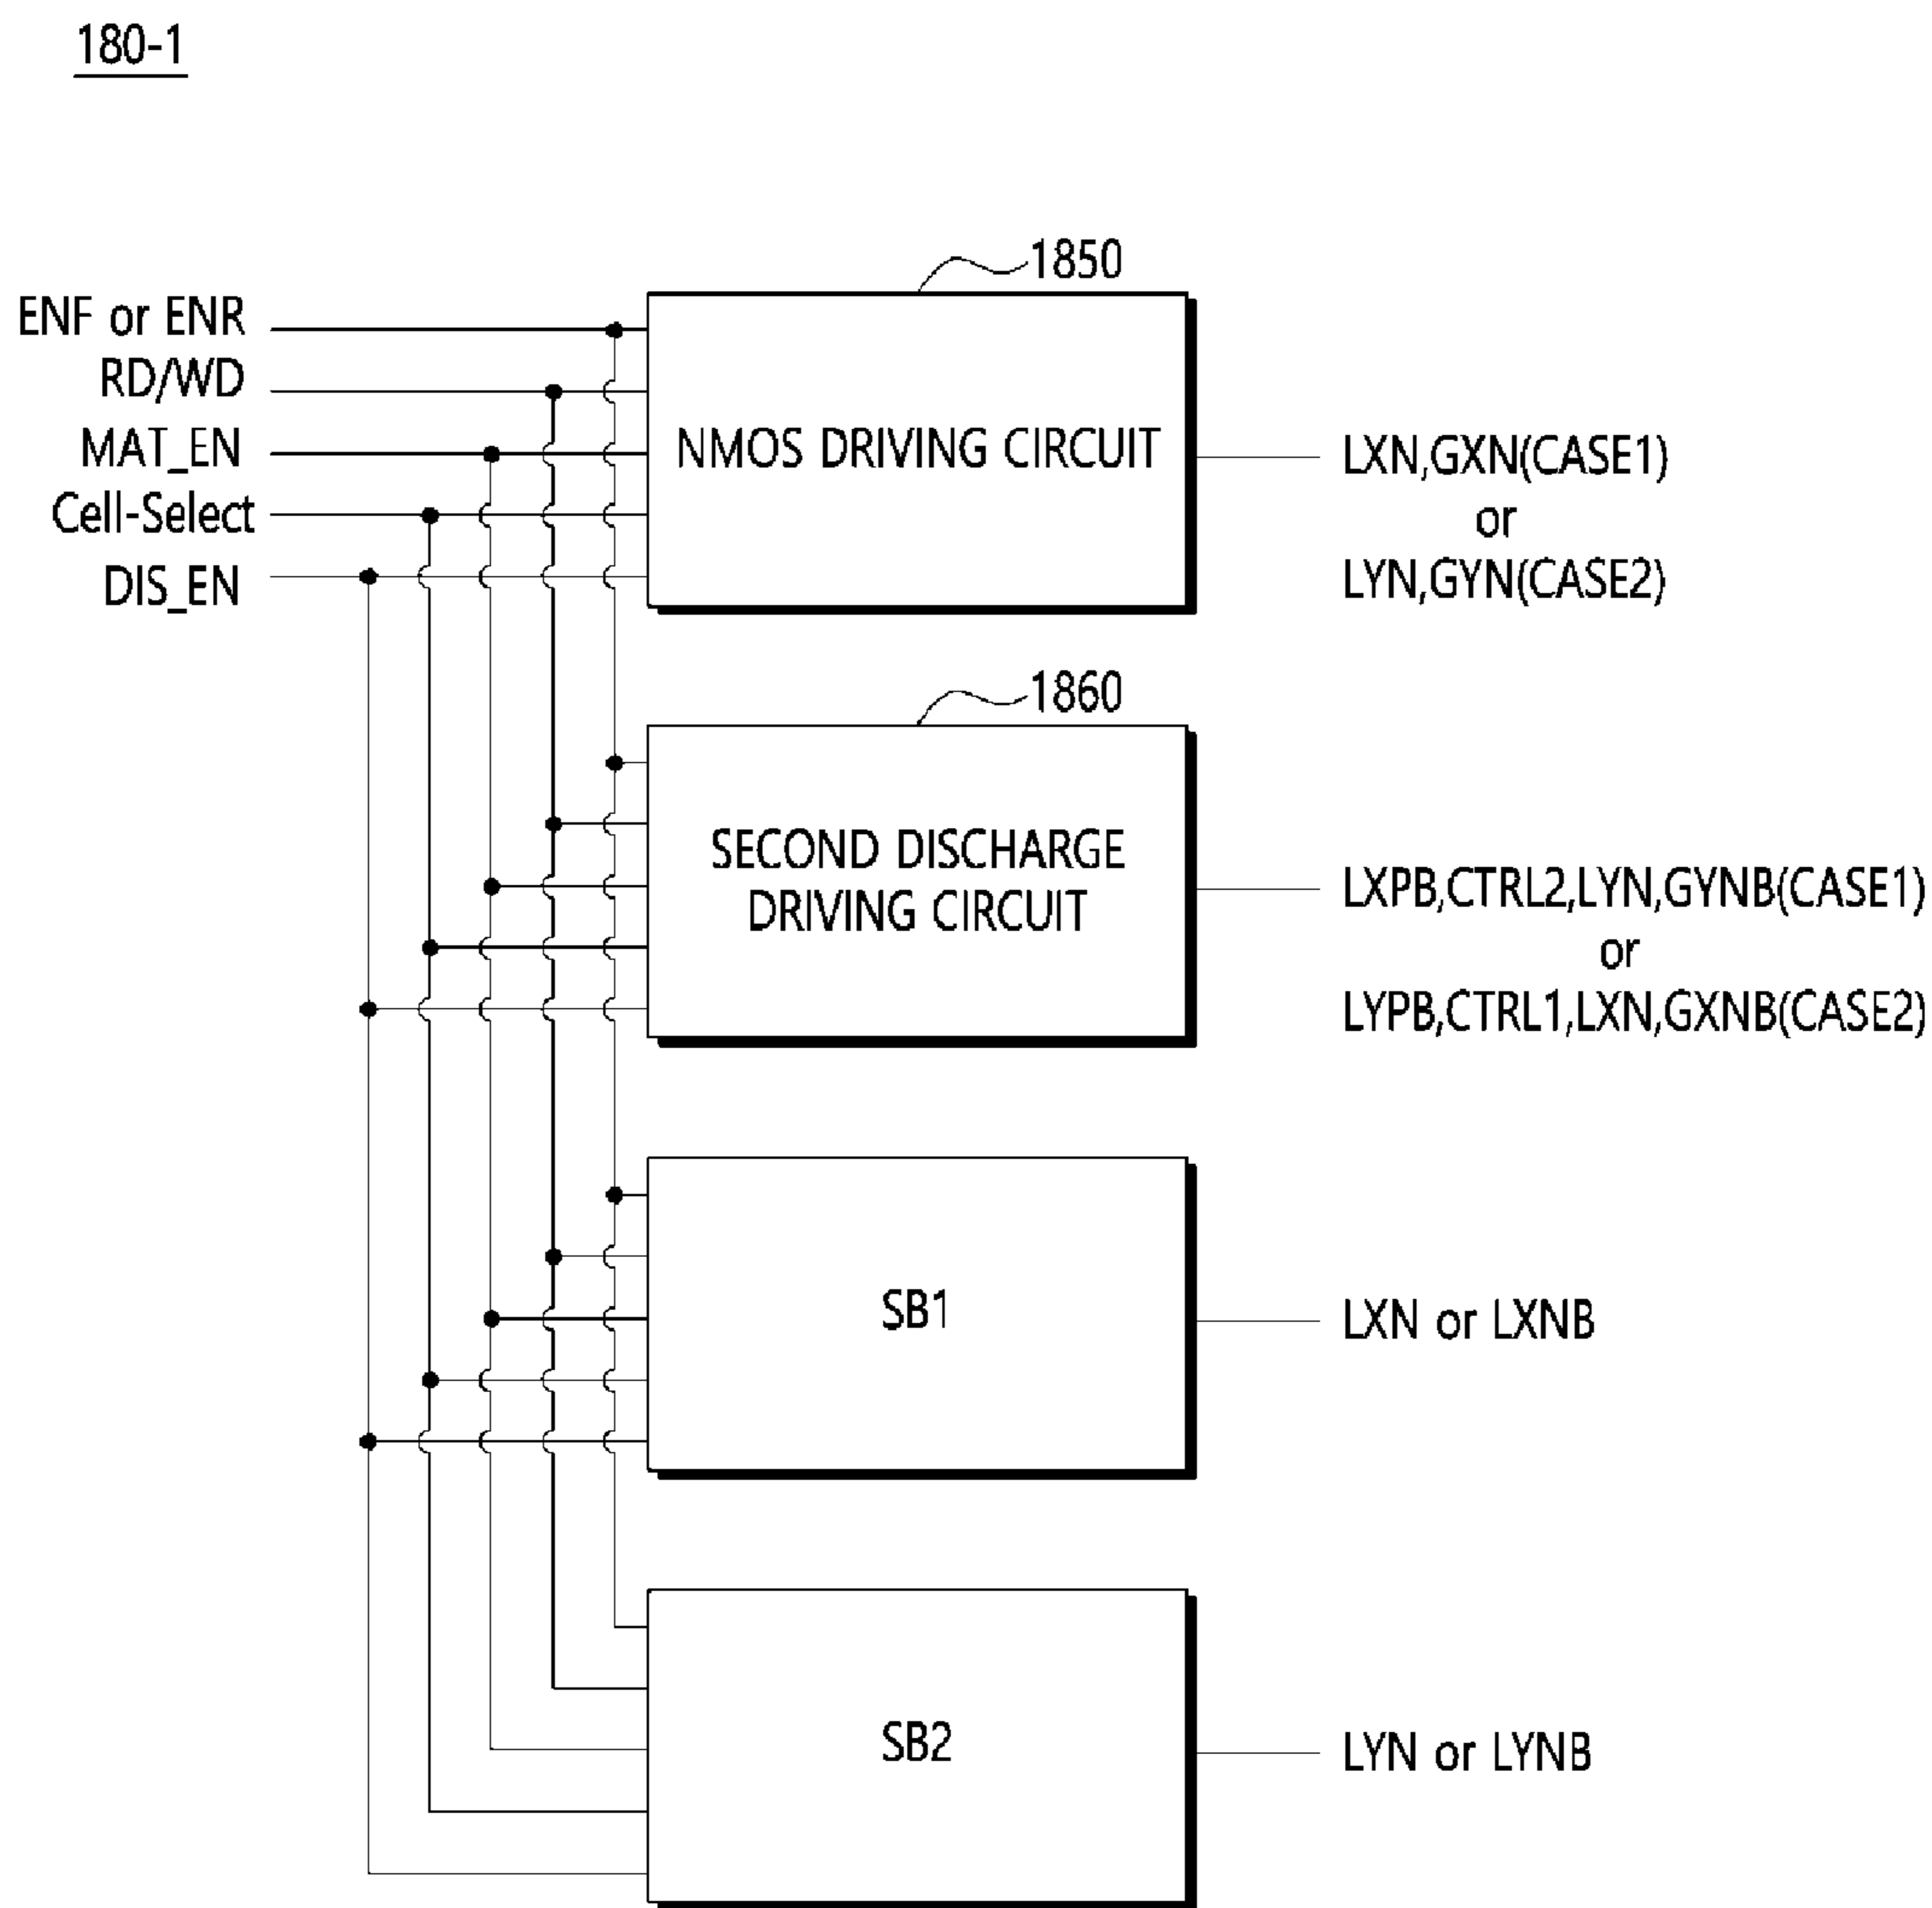 180-1
1850
ENF or ENR
RD/WD
MAT_EN
Cell-Select
DIS_EN
NMOS DRIVING CIRCUIT
LXN,GXN(CASE1)
or
LYN,GYN(CASE2)
1860
SECOND DISCHARGE
DRIVING CIRCUIT
LXPB,CTRL2,LYN,GYNB(CASE1)
or
LYPB,CTRL1,LXN,GXNB(CASE2)
SB1
LXN or LXNB
SB2
LYN or LYNB